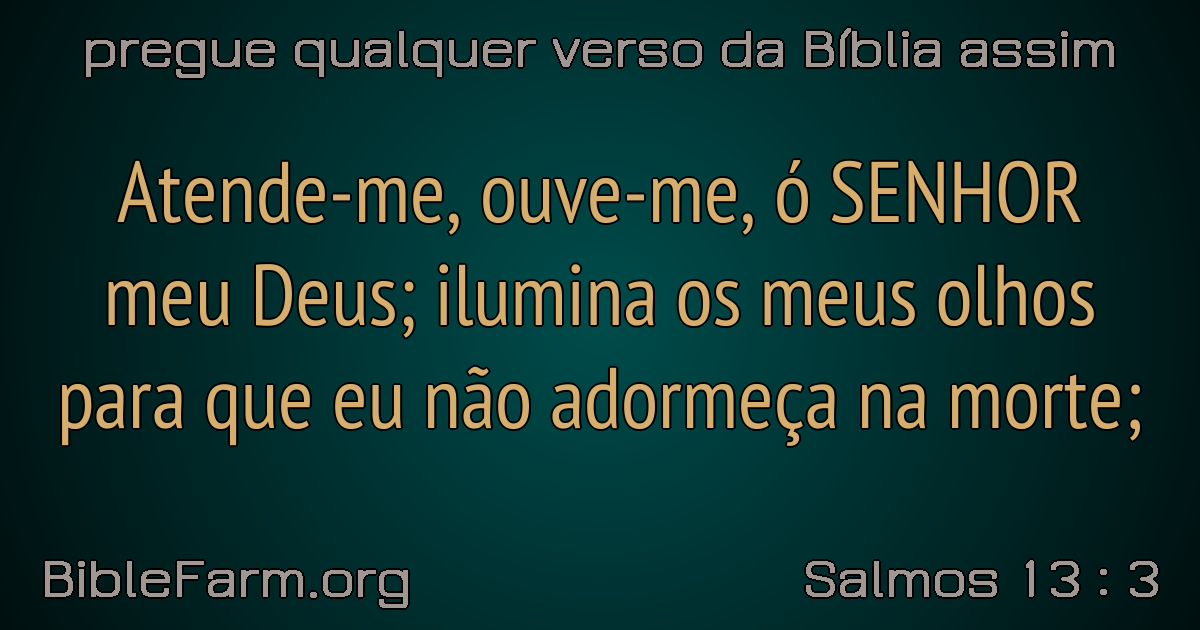 pregue qualquer verso da Bíblia assim
Atende-me, ouve-me, ó SENHOR
meu Deus; ilumina os meus olhos
para que eu não adormeça na morte;
BibleFarm.org
Salmos 13 : 3